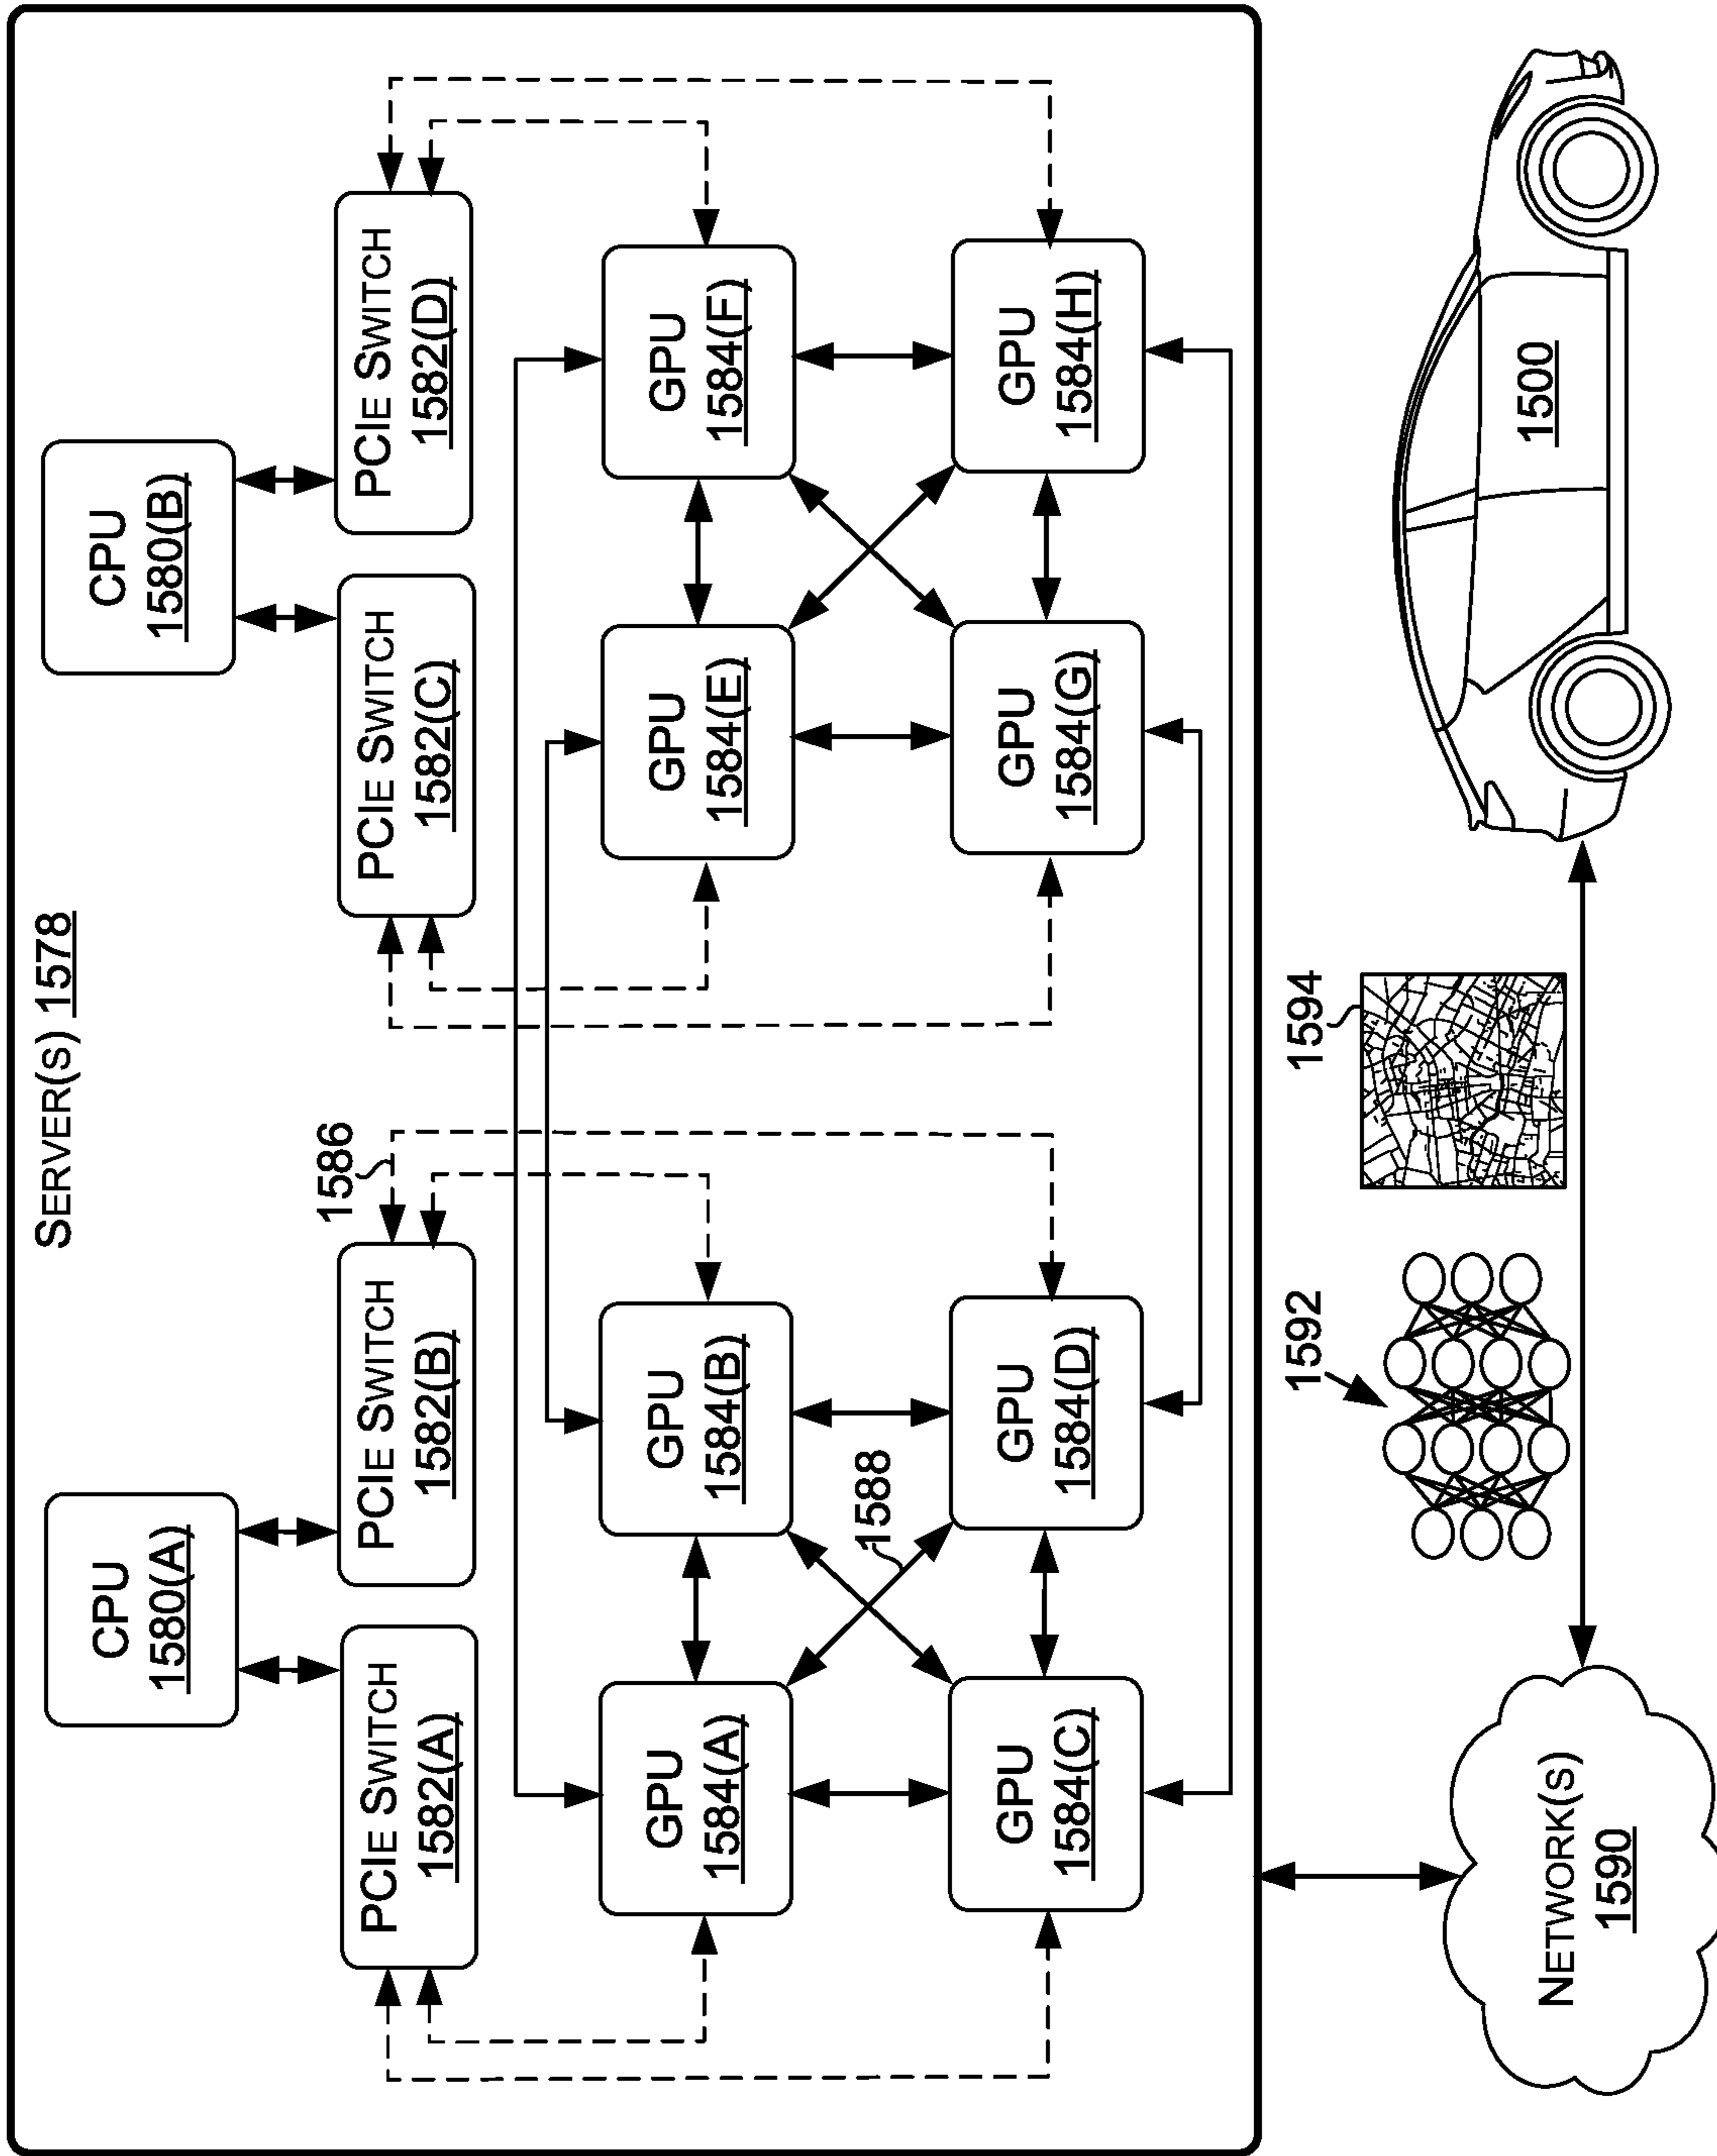 SERVER(S) 1578
CPU
1580(A)
CPU
1580(B)
PCIE SWITCH
1582(A)
PCIE SWITCH
1582(B)
1586
PCIE SWITCH
1582(C)
PCIE SWITCH
1582(D)
GPU
1584(A)
GPU
1584(B)
GPU
1584(E)
GPU
1584(F)
1588
GPU
1584(C)
GPU
1584(D)
GPU
1584(G)
GPU
1584(H)
NETWORK(S)
1590
1592
1594
1500